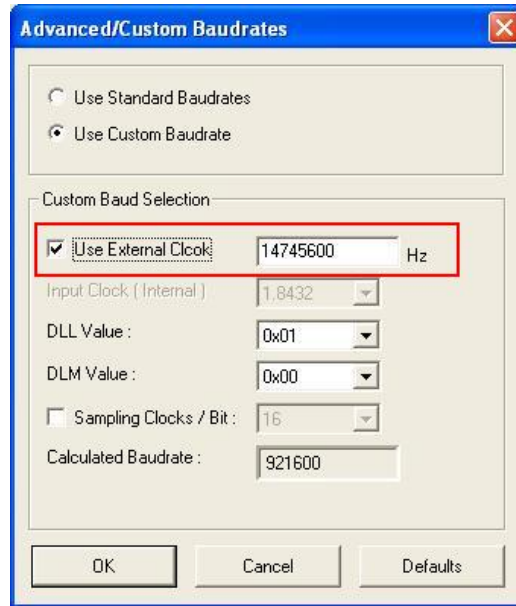 Advanced/Custom Baudrates
Use Standard Baudrates
Use Custom Baudrate
Custom Baud Selection
Use External Clcok 14745600 Hz
Input Clock ( Internal ) 1.8432
DLL Value : 0x01
DLM Value : 0x00
Sampling Clocks / Bit : 16
Calculated Baudrate : 921600
OK Cancel Defaults